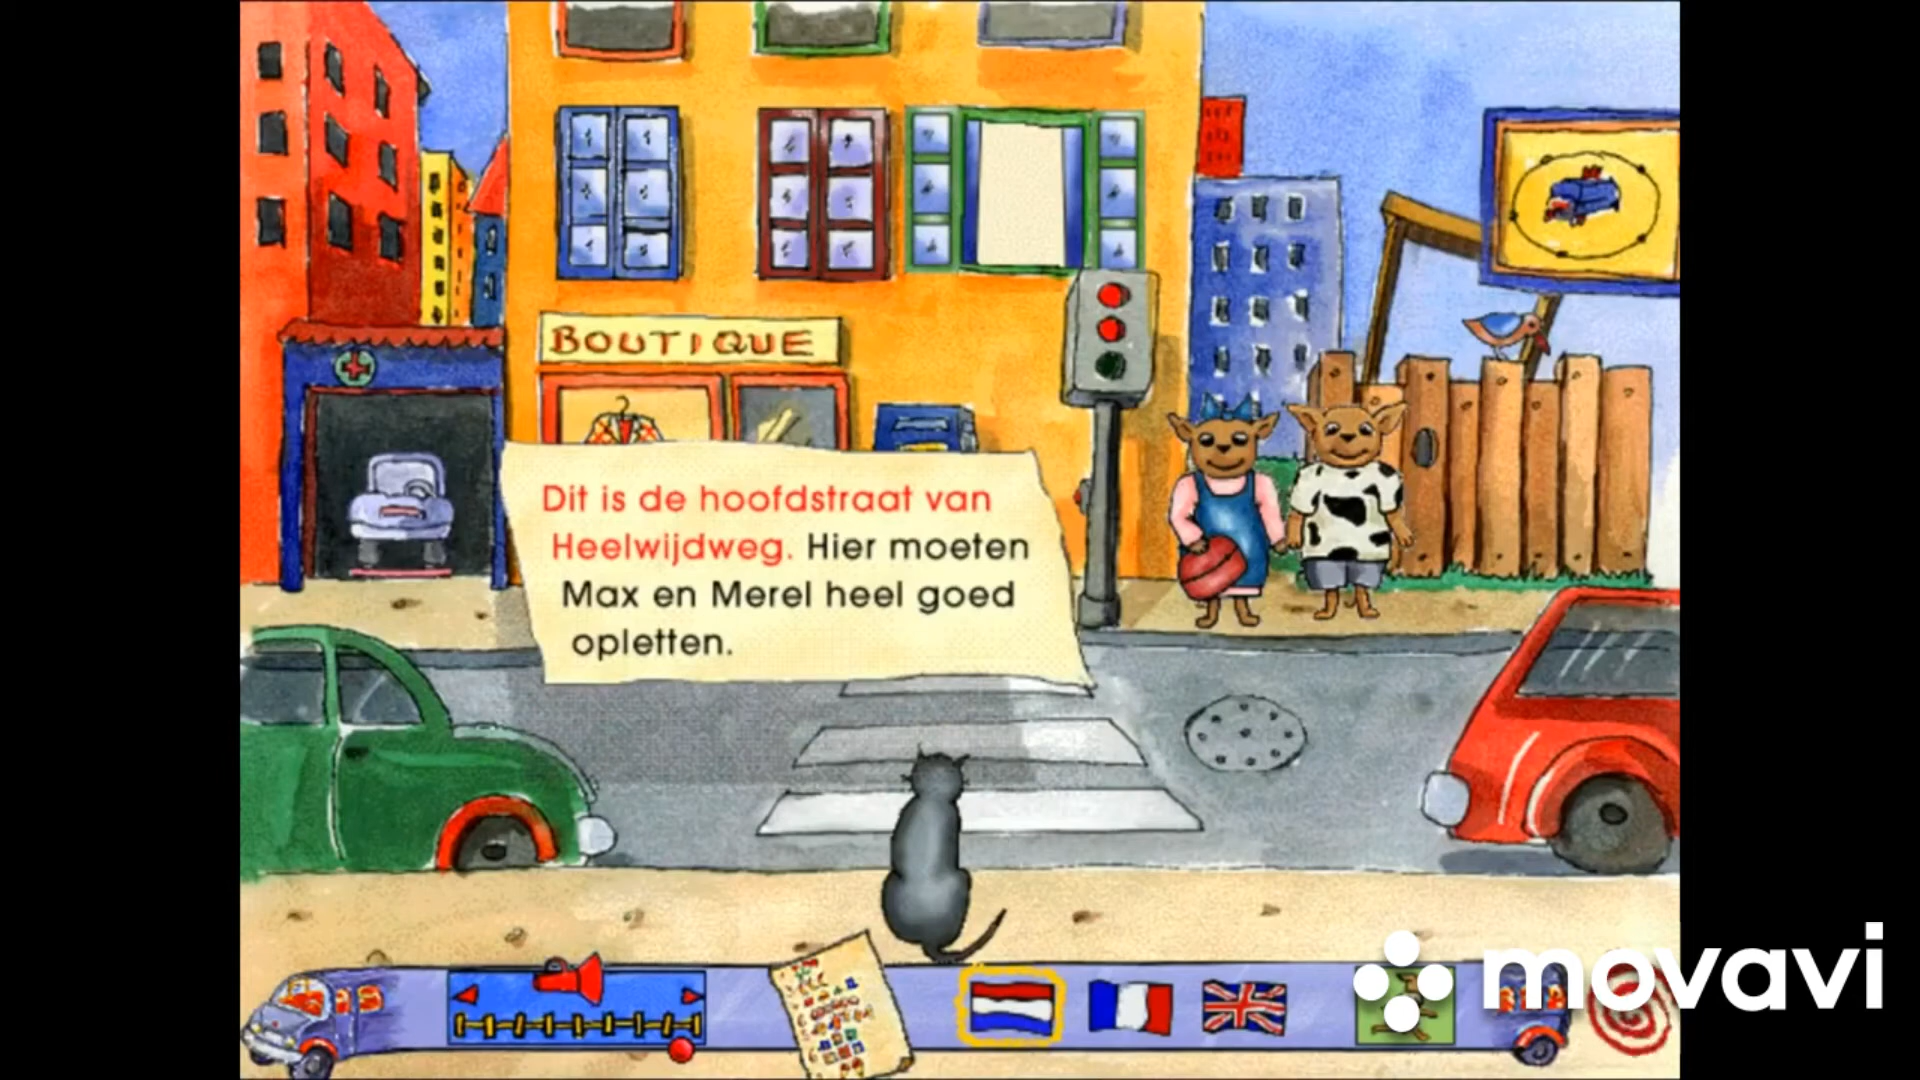 BOUTIQUE
Dit is de hoofdstraat van
Heelwijdweg. Hier moeten
Max en Merel heel goed
opletten.
movavi